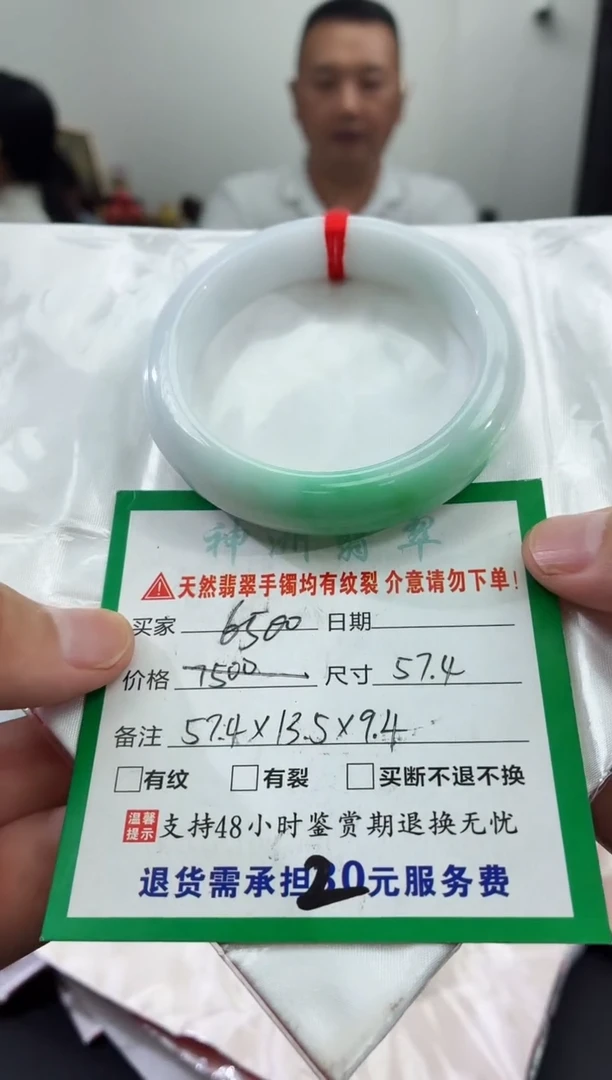 神洲翡翠
天然翡翠手镯均有纹裂 介意请勿下单!
买家 6500 日期
价格 7500 尺寸 57.4
备注 57.4×13.5×9.4
□有纹 □有裂 □买断不退不换
温馨提示 支持48小时鉴赏期退换无忧
退货需承担20元服务费